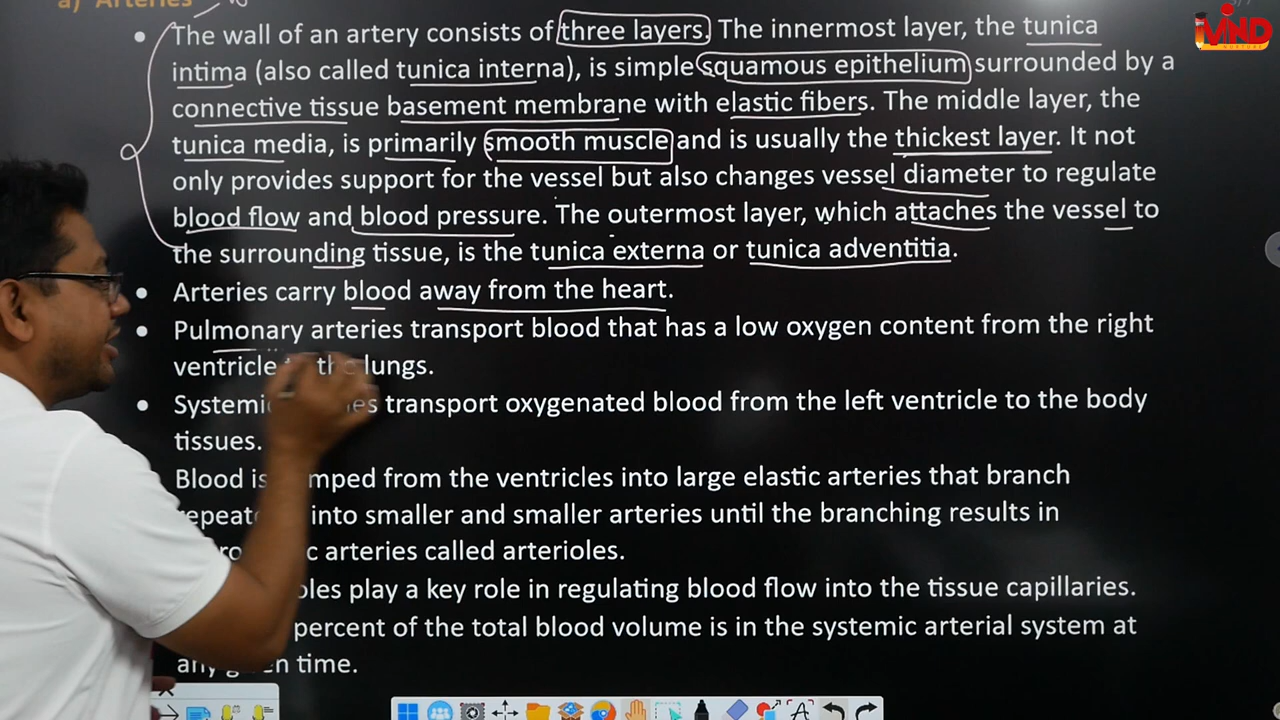 a) Arteries
MIND
NURTURE
The wall of an artery consists of three layers. The innermost layer, the tunica
intima (also called tunica interna), is simple squamous epithelium surrounded by a
connective tissue basement membrane with elastic fibers. The middle layer, the
tunica media, is primarily smooth muscle and is usually the thickest layer. It not
only provides support for the vessel but also changes vessel diameter to regulate
blood flow and blood pressure. The outermost layer, which attaches the vessel to
the surrounding tissue, is the tunica externa or tunica adventitia.
Arteries carry blood away from the heart.
Pulmonary arteries transport blood that has a low oxygen content from the right
ventricle the lungs.
transport oxygenated blood from the left ventricle to the body
tissues.
Blood from the ventricles into large elastic arteries that branch
into smaller and smaller arteries until the branching results in
arteries called arterioles.
play a key role in regulating blood flow into the tissue capillaries.
percent of the total blood volume is in the systemic arterial system at
time.